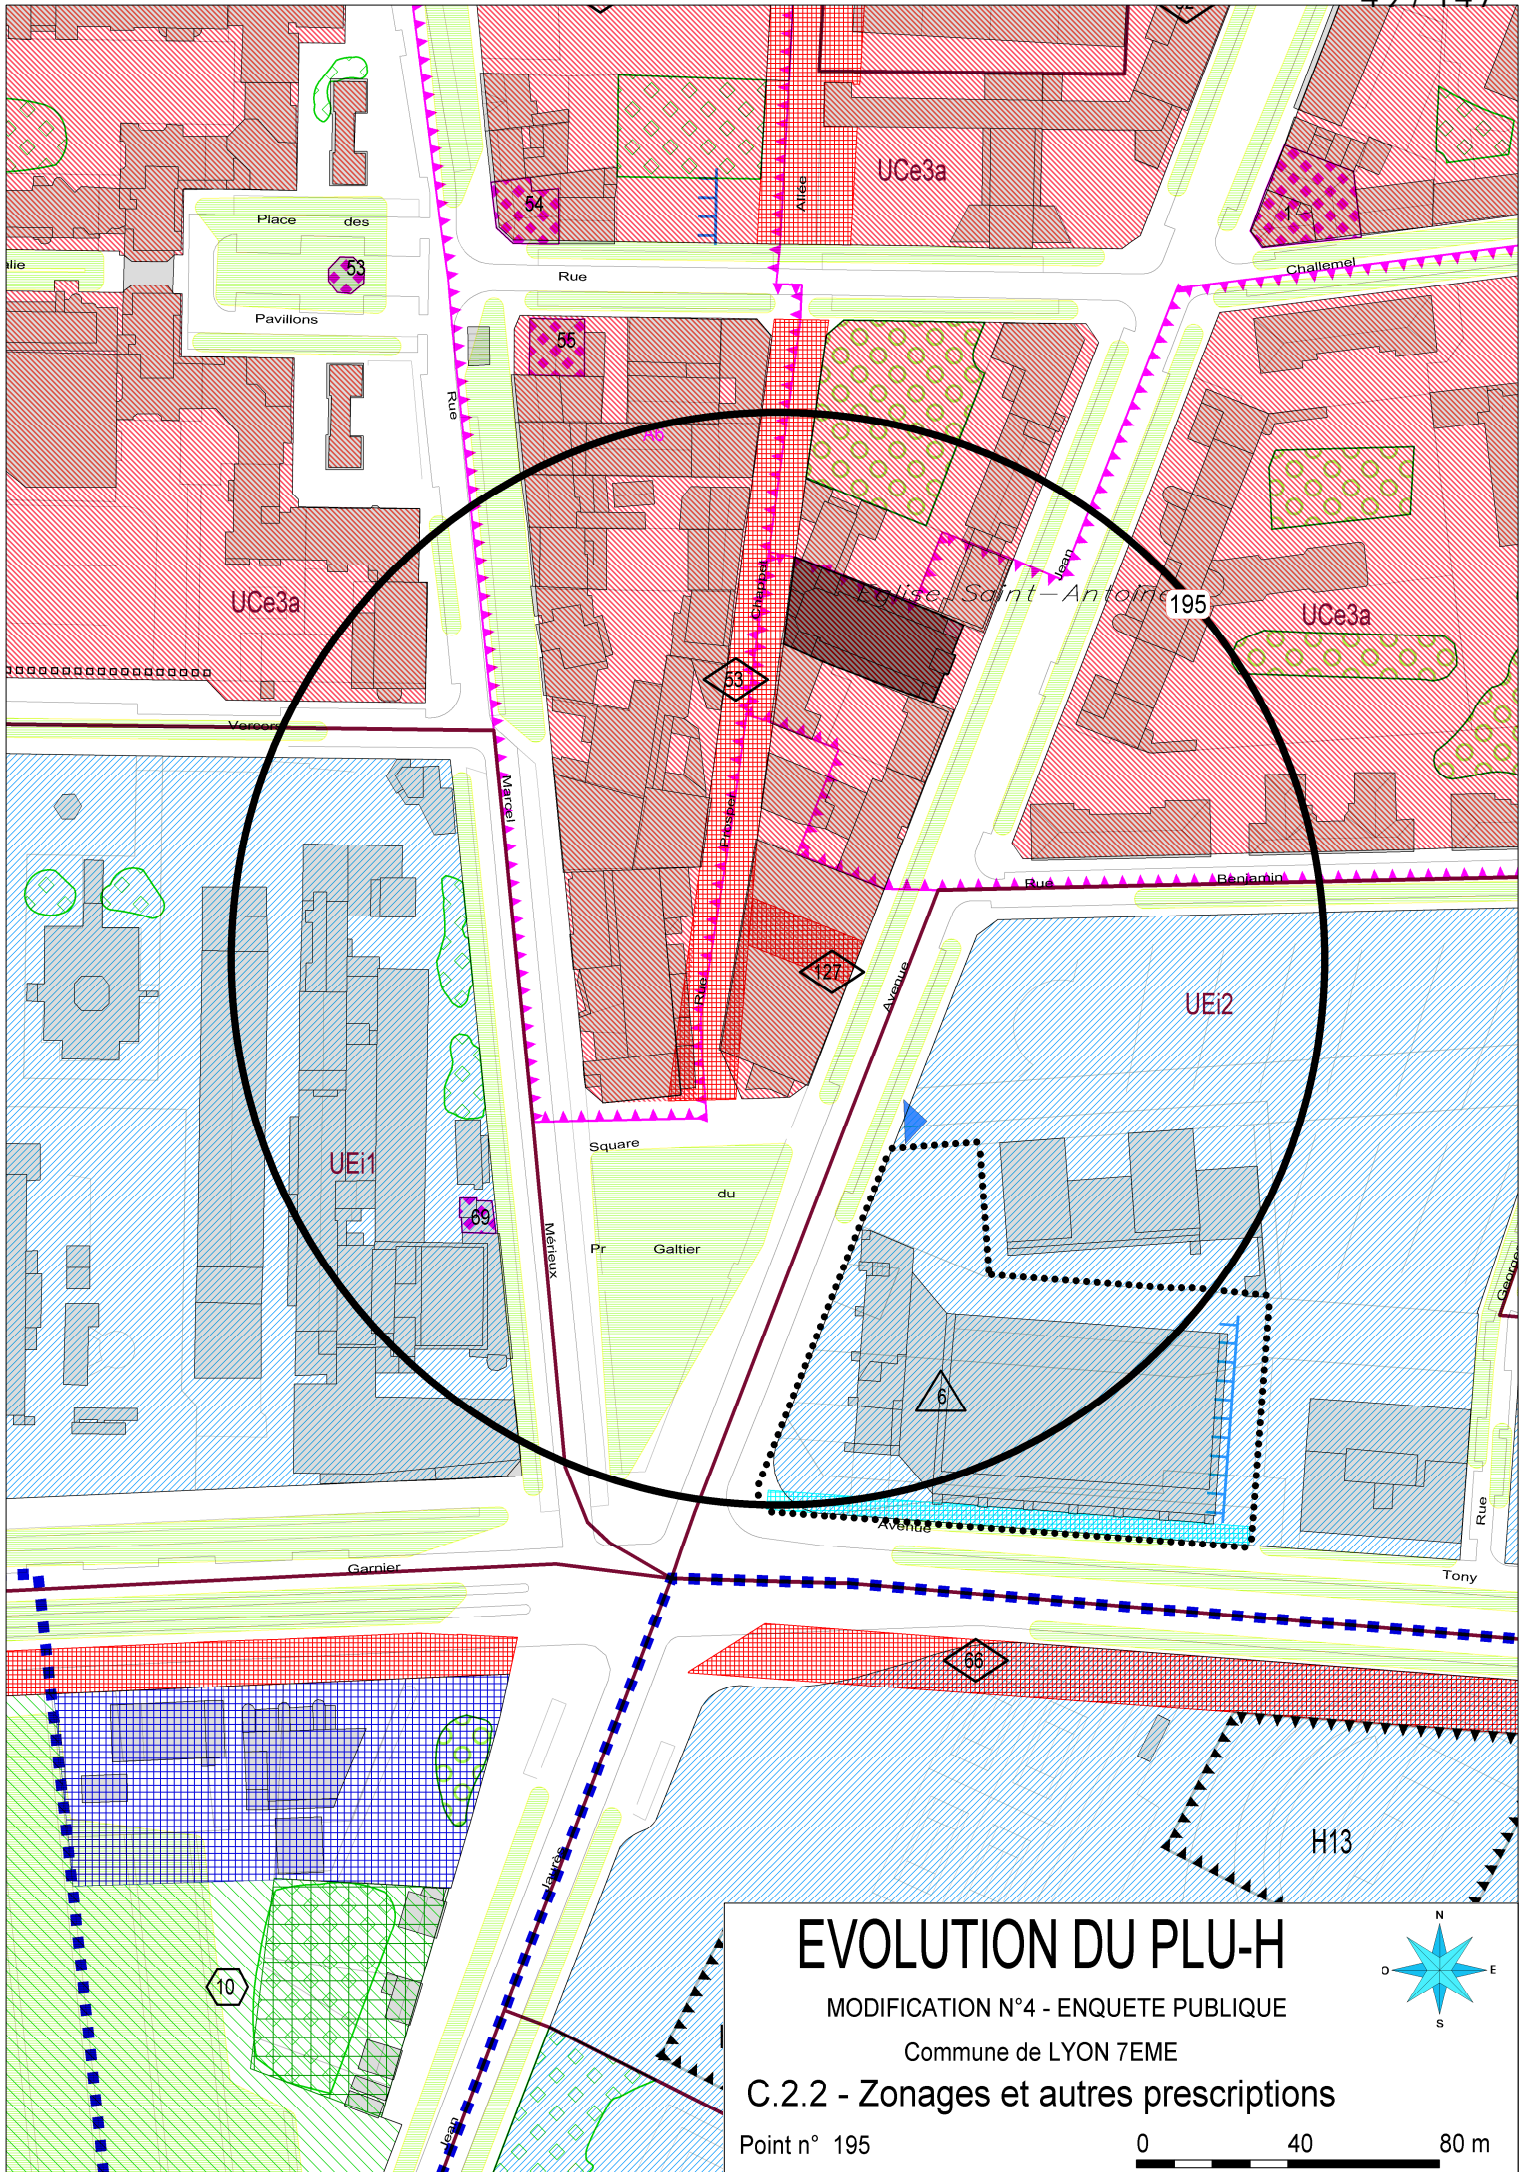 UCe3a
54
Allée
Place des
53
alie
Rue
Challemel
Pavillons
55
Rue
A6
Jean
Eglise Saint-Antoine
Chappet
195
UCe3a
UCe3a
53
Marcel
Prosper
Rue
Benjamin
127
Rue
Avenue
UEi2
Square
UEi1
du
69
Pr Galtier
Mérieux
6
Avenue
Rue
Garnier
Tony
66
H13
Jaurès
10
Jean
EVOLUTION DU PLU-H
MODIFICATION N°4 - ENQUETE PUBLIQUE
Commune de LYON 7EME
C.2.2 - Zonages et autres prescriptions
Point n° 195
N
O
E
S
0 40 80 m